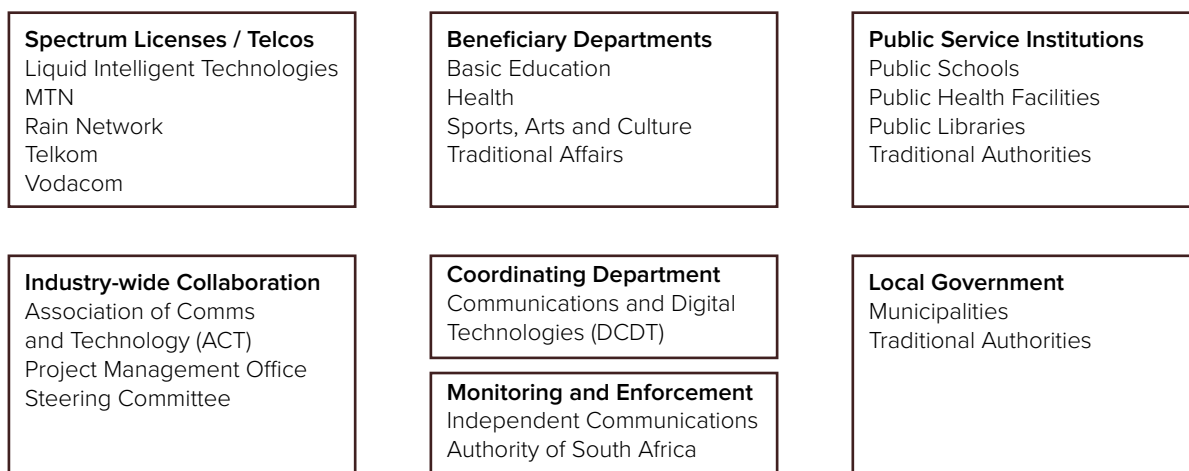 Spectrum Licenses / Telcos
Liquid Intelligent Technologies
MTN
Rain Network
Telkom
Vodacom
Beneficiary Departments
Basic Education
Health
Sports, Arts and Culture
Traditional Affairs
Public Service Institutions
Public Schools
Public Health Facilities
Public Libraries
Traditional Authorities
Industry-wide Collaboration
Association of Comms
and Technology (ACT)
Project Management Office
Steering Committee
Coordinating Department
Communications and Digital
Technologies (DCDT)
Monitoring and Enforcement
Independent Communications
Authority of South Africa
Local Government
Municipalities
Traditional Authorities